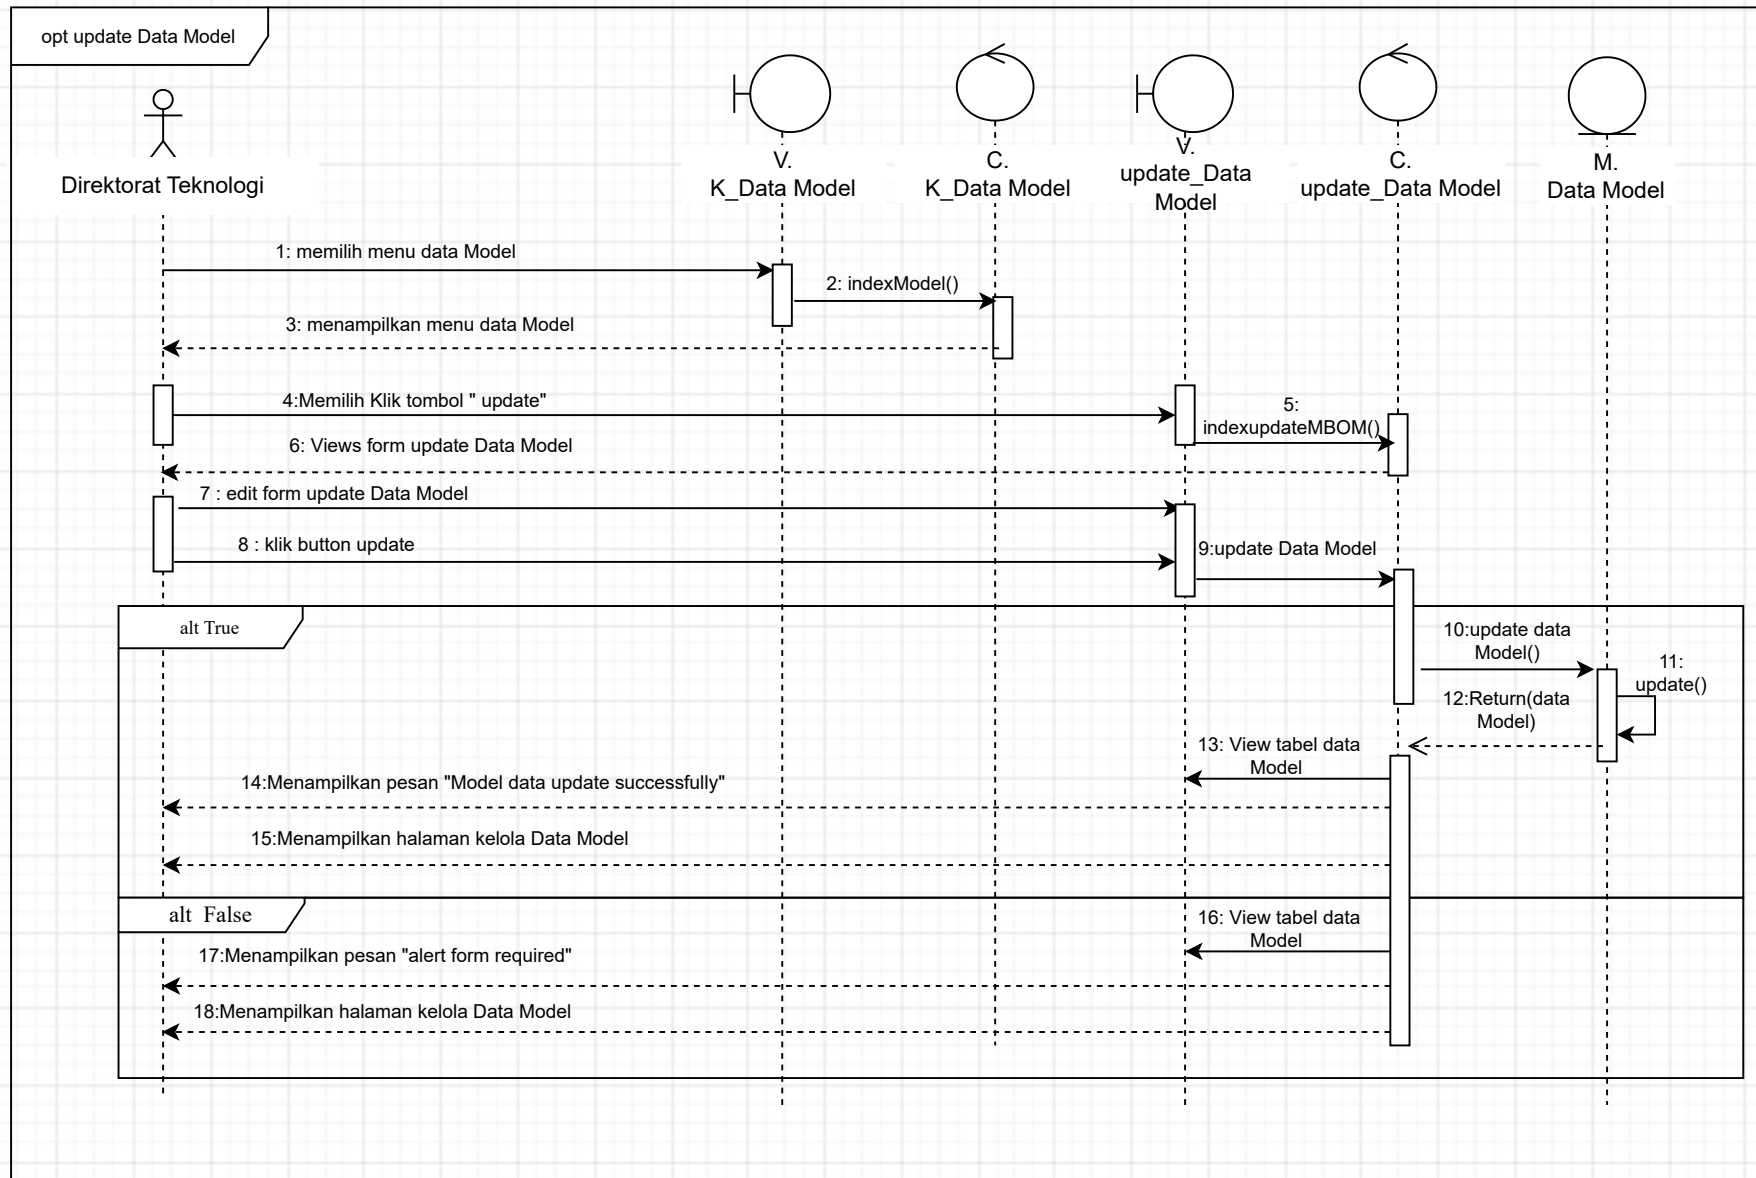 opt update Data Model
Direktorat Teknologi
V.
K_Data Model
C.
K_Data Model
V.
update_Data
Model
C.
update_Data Model
M.
Data Model
1: memilih menu data Model
2: indexModel()
3: menampilkan menu data Model
4:Memilih Klik tombol " update"
5:
indexupdateMBOM()
6: Views form update Data Model
7 : edit form update Data Model
8 : klik button update
9:update Data Model
alt True
10:update data
Model()
11:
update()
12:Return(data
Model)
13: View tabel data
Model
14:Menampilkan pesan "Model data update successfully"
15:Menampilkan halaman kelola Data Model
alt  False
16: View tabel data
Model
17:Menampilkan pesan "alert form required"
18:Menampilkan halaman kelola Data Model